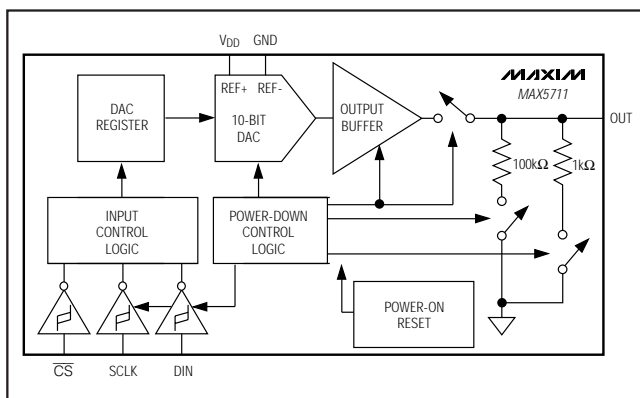 VDD GND
REF+ REF-
10-BIT
DAC
DAC
REGISTER
OUTPUT
BUFFER
MAXIM
MAX5711
OUT
100kΩ
1kΩ
INPUT
CONTROL
LOGIC
POWER-DOWN
CONTROL
LOGIC
POWER-ON
RESET
CS
SCLK
DIN